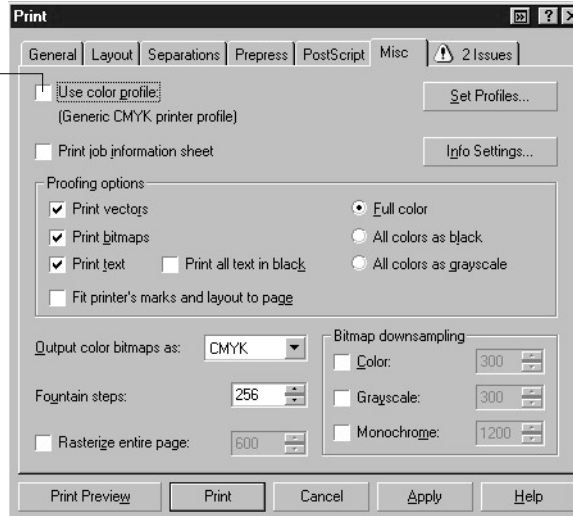 Print
General Layout Separations Prepress PostScript Misc 2 Issues
Use color profile: Set Profiles...
(Generic CMYK printer profile)
Print job information sheet Info Settings...
Proofing options
Print vectors Full color
Print bitmaps All colors as black
Print text Print all text in black All colors as grayscale
Fit printer's marks and layout to page
Output color bitmaps as: CMYK Bitmap downsampling
Color: 300
Fountain steps: 256 Grayscale: 300
Rasterize entire page: 600 Monochrome: 1200
Print Preview Print Cancel Apply Help